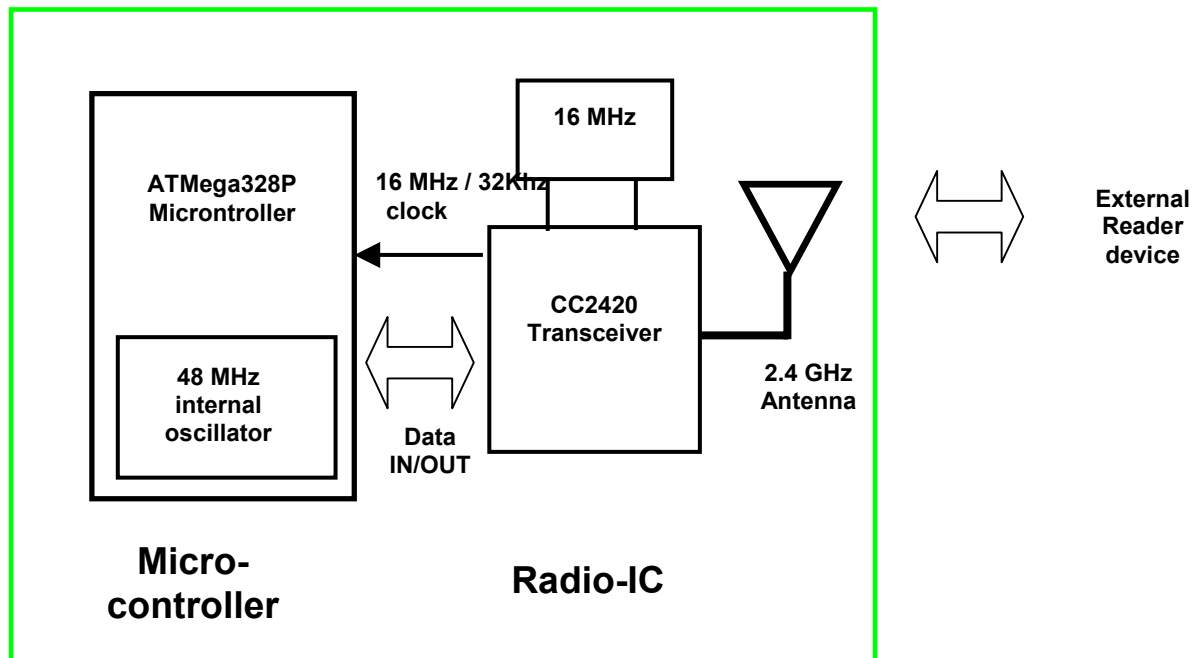 16 MHz
ATMega328P
Microntroller
16 MHz / 32Khz
clock
CC2420
Transceiver
48 MHz
internal
oscillator
Data
IN/OUT
2.4 GHz
Antenna
External
Reader
device
Micro-
controller
Radio-IC